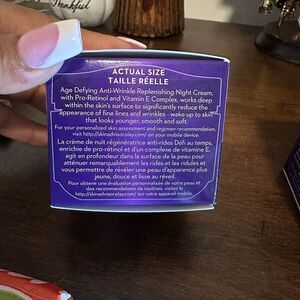 Thankful
ACTUAL SIZE
TAILLE RÉELLE
Age Defying Anti-Wrinkle Replenishing Night Cream,
with Pro-Retinol and Vitamin E Complex, works deep
within the skin's surface to significantly reduce the
appearance of fine lines and wrinkles - wake up to skin
that looks younger, smooth and soft.
For your personalized skin assessment and regimen recommendation,
visit http://skinadvisor.olay.com/ on your mobile device.
La crème de nuit régénératrice anti-rides Défi au temps,
enrichie de pro-rétinol et d'un complexe de vitamine E,
agit en profondeur dans la surface de la peau pour
atténuer remarquablement les rides et les ridules et
vous permettre de révéler une peau d'apparence plus
jeune, douce et lisse au réveil.
Pour obtenir une évaluation personnalisée de votre peau et
des recommandations de routines, visitez le
http://skinadvisor.olay.com/ sur votre appareil mobile.